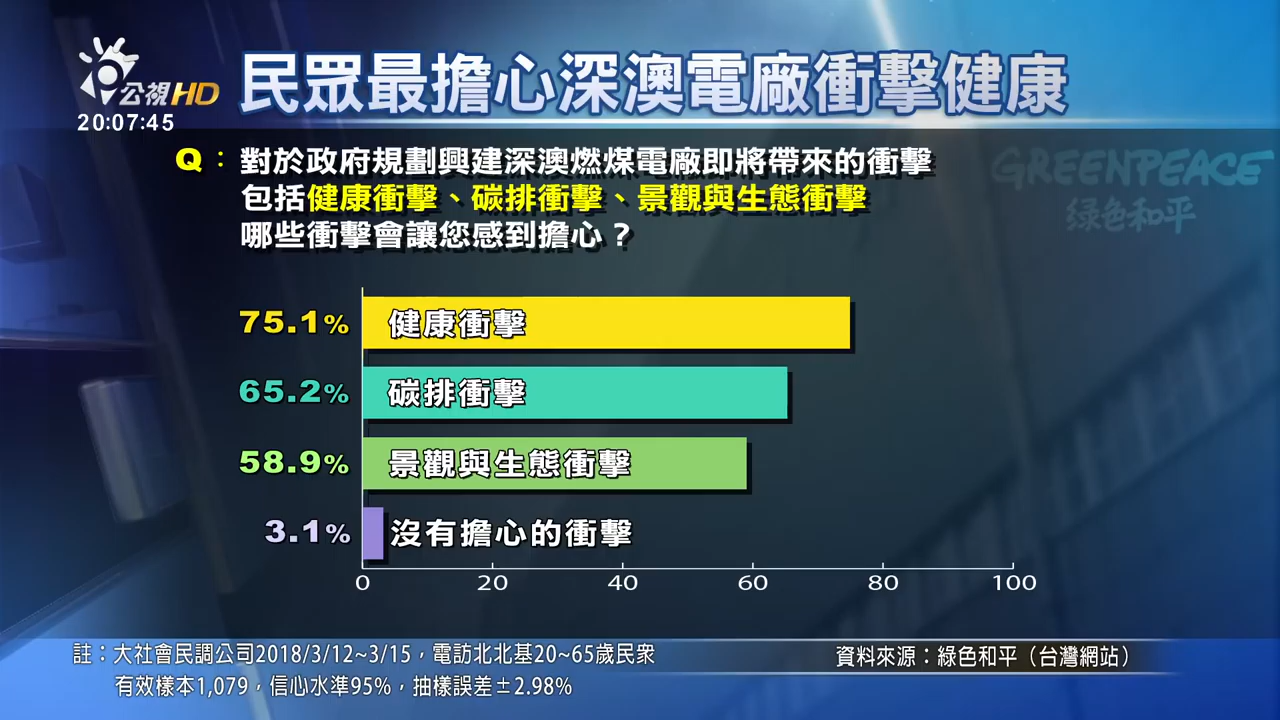 公視HD
20:07:45
民眾最擔心深澳電廠衝擊健康
Q：對於政府規劃興建深澳燃煤電廠即將帶來的衝擊
包括健康衝擊、碳排衝擊、景觀與生態衝擊
哪些衝擊會讓您感到擔心？
GREENPEACE
绿色和平
75.1% 健康衝擊
65.2% 碳排衝擊
58.9% 景觀與生態衝擊
3.1% 沒有擔心的衝擊
0 20 40 60 80 100
註：大社會民調公司2018/3/12~3/15，電訪北北基20~65歲民眾
有效樣本1,079，信心水準95%，抽樣誤差±2.98%
資料來源：綠色和平（台灣網站）